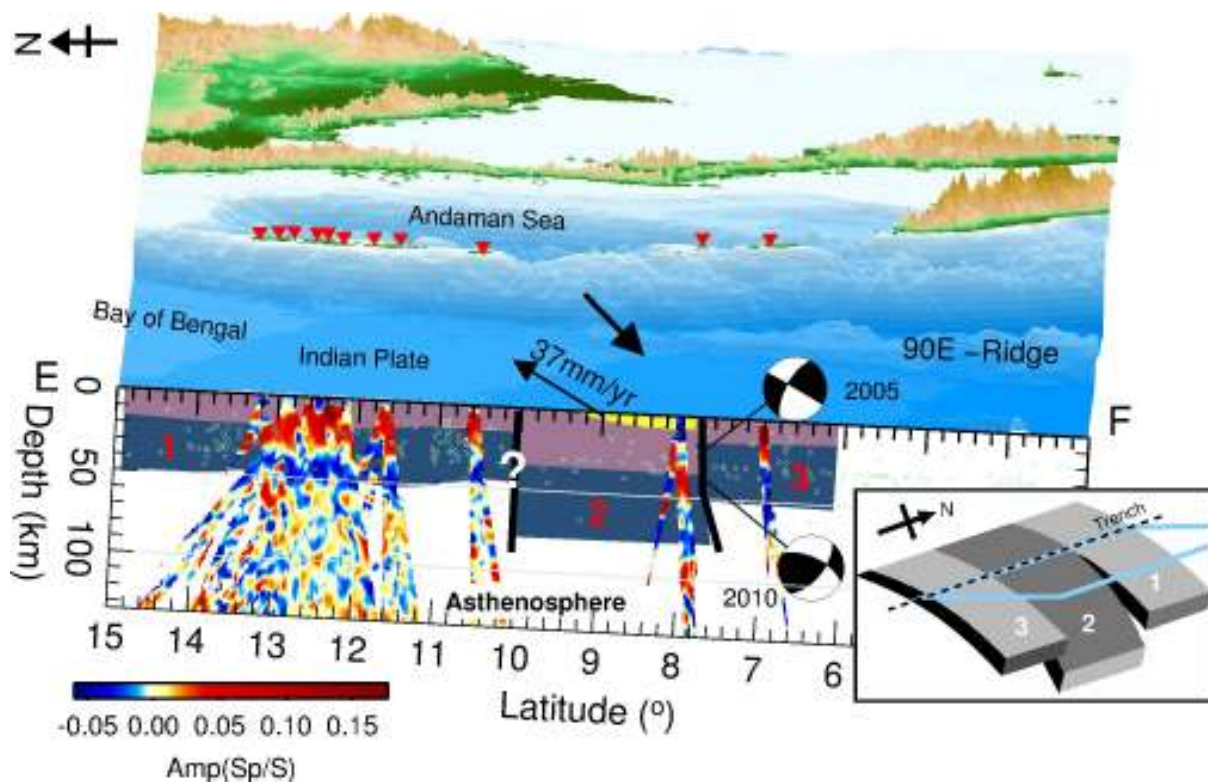 N
Andaman Sea
Bay of Bengal
Indian Plate
90E -Ridge
37mm/yr
2005
E
F
0
50
100
Depth (km)
1
?
2
3
2010
Asthenosphere
15 14 13 12 11 10 9 8 7 6
Latitude (o)
-0.05 0.00 0.05 0.10 0.15
Amp(Sp/S)
N
Trench
1
2
3